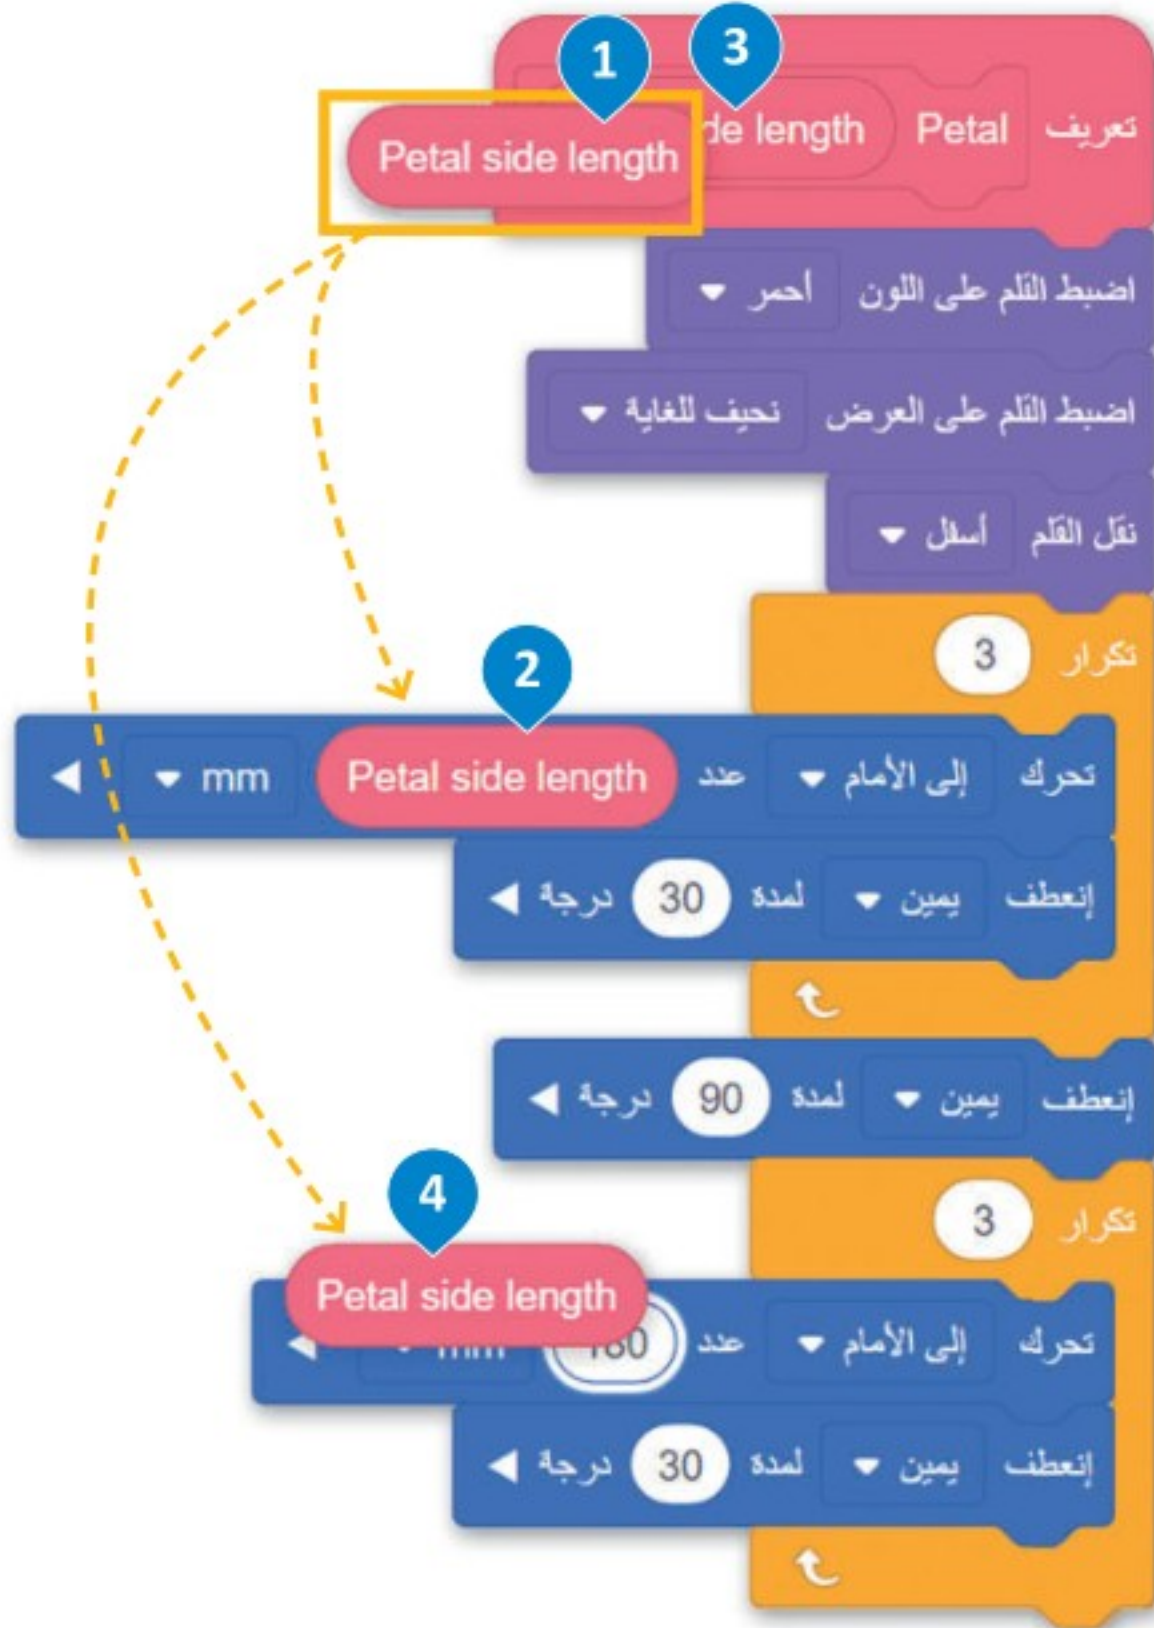 1
3
تعريف Petal de length
Petal side length
اضبط القلم على اللون أحمر
اضبط القلم على العرض نحيف للغاية
نقل القلم أسفل
تكرار 3
2
تحرك إلى الأمام عدد Petal side length mm
إنعطف يمين لمدة 30 درجة
إنعطف يمين لمدة 90 درجة
تكرار 3
4
Petal side length
تحرك إلى الأمام عدد 180 mm
إنعطف يمين لمدة 30 درجة